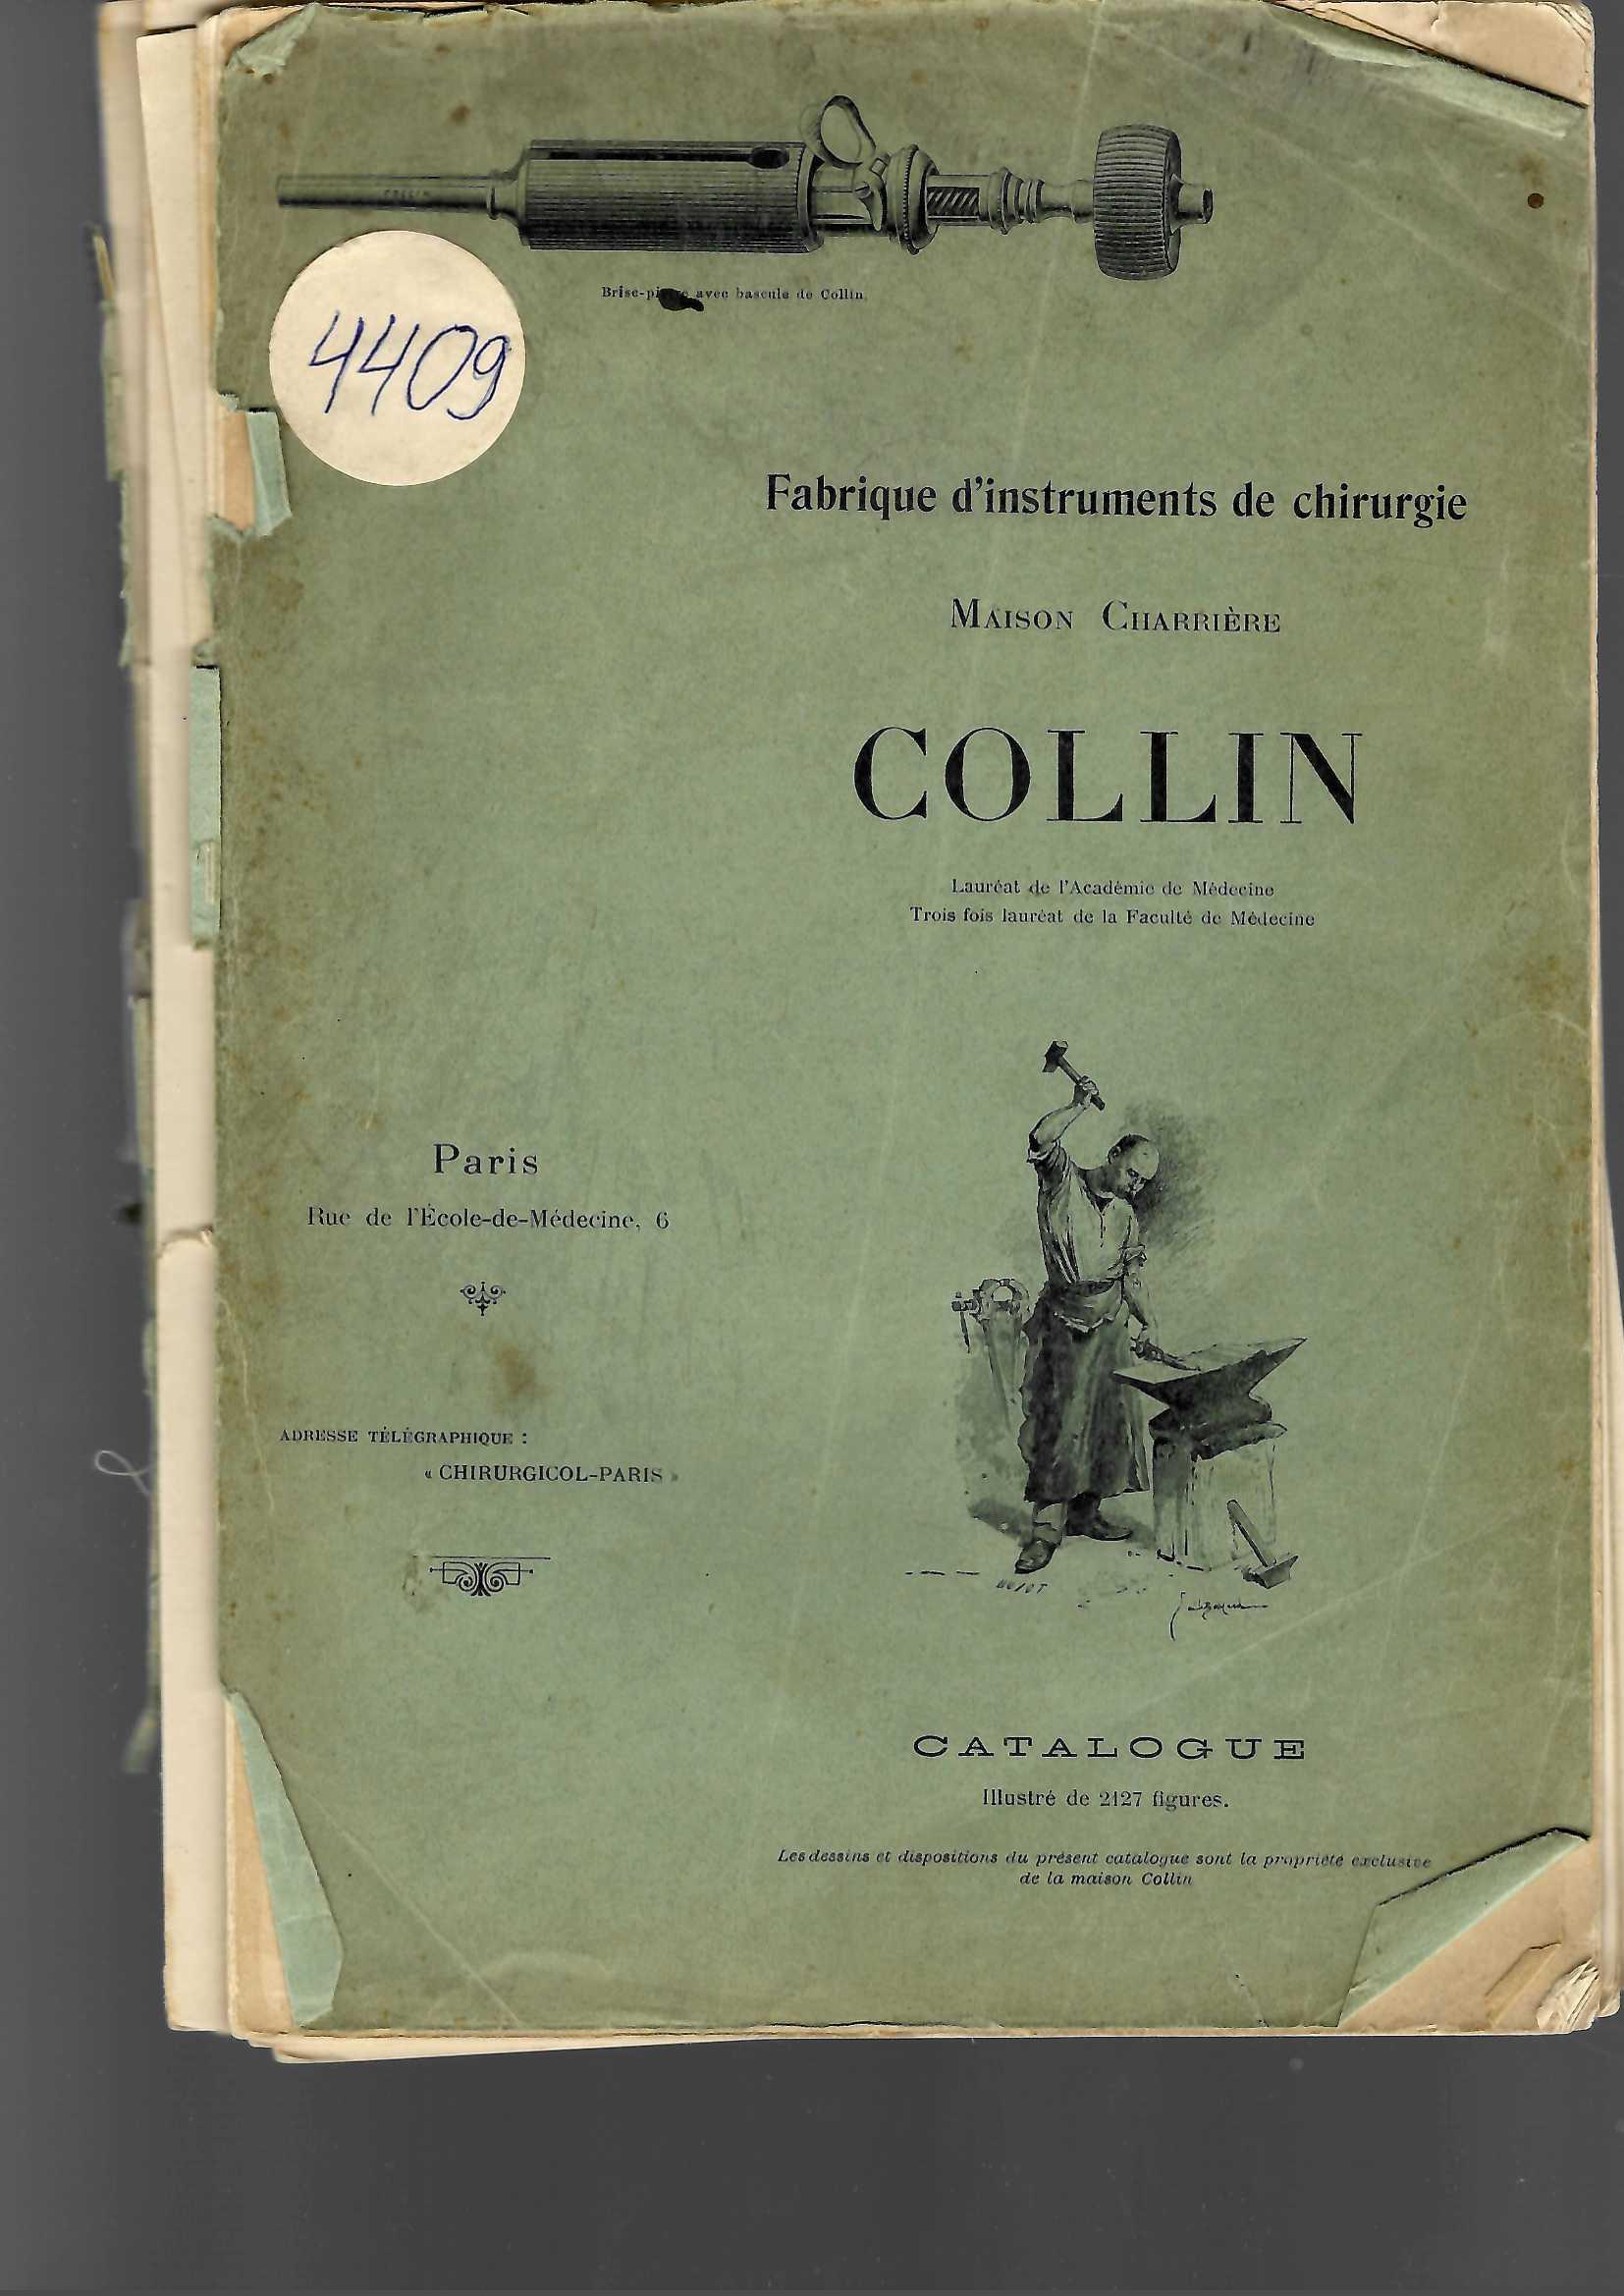 COLLIN
Brise-pierre avec bascule de Collin.
4409
Fabrique d'instruments de chirurgie
MAISON CHARRIÈRE
COLLIN
Lauréat de l'Académie de Médecine
Trois fois lauréat de la Faculté de Médecine
Paris
Rue de l'École-de-Médecine, 6
ADRESSE TÉLÉGRAPHIQUE :
« CHIRURGICOL-PARIS »
CATALOGUE
Illustré de 2127 figures.
Les dessins et dispositions du présent catalogue sont la propriété exclusive
de la maison Collin